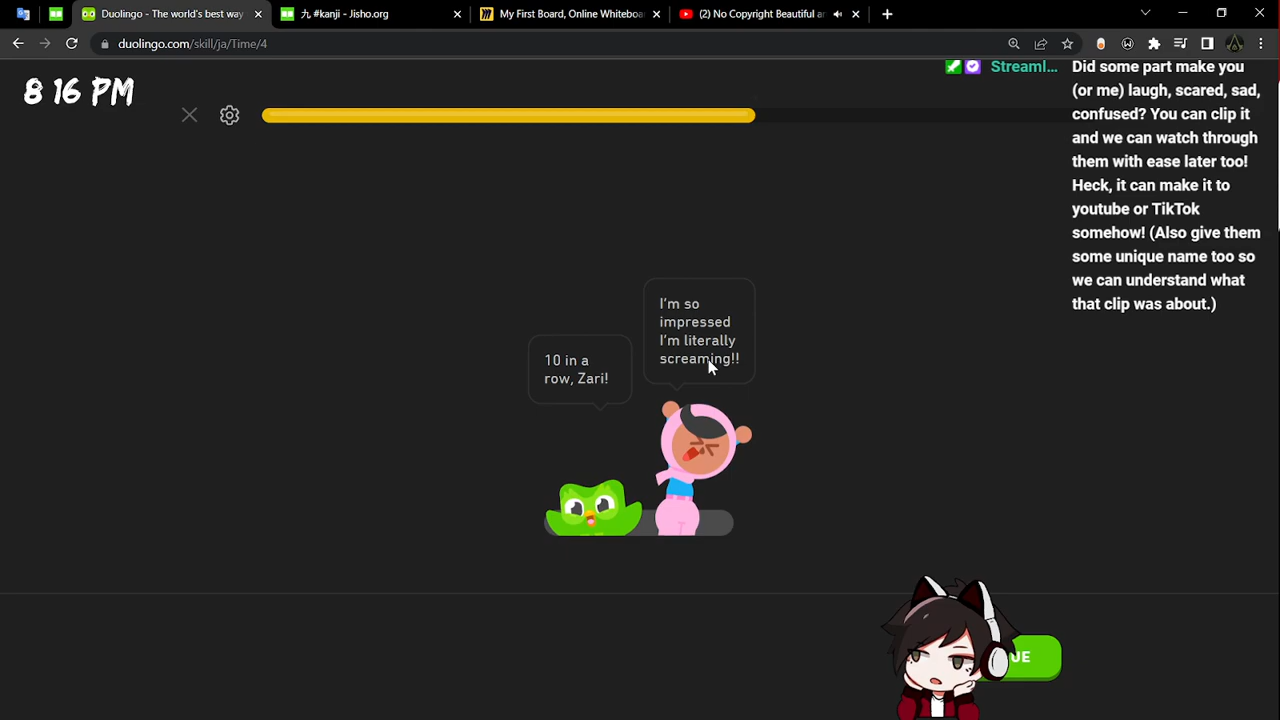 Duolingo - The world's best way
九 #kanji - Jisho.org
My First Board, Online Whiteboa
(2) No Copyright Beautiful a
duolingo.com/skill/ja/Time/4
8 16 PM
Streaml...
Did some part make you
(or me) laugh, scared, sad,
confused? You can clip it
and we can watch through
them with ease later too!
Heck, it can make it to
youtube or TikTok
somehow! (Also give them
some unique name too so
we can understand what
that clip was about.)
I'm so
impressed
I'm literally
screaming!!
10 in a
row, Zari!
UE